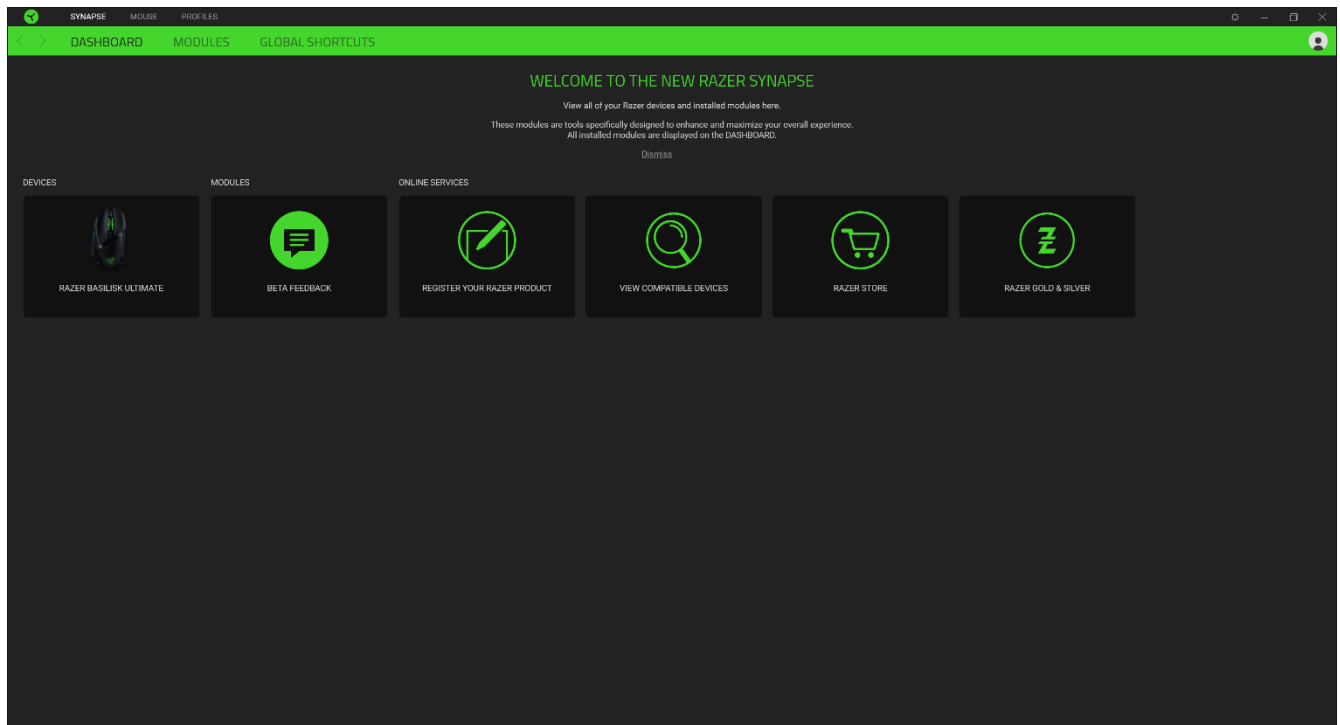 SYNAPSE MOUSE PROFILES
DASHBOARD MODULES GLOBAL SHORTCUTS
WELCOME TO THE NEW RAZER SYNAPSE
View all of your Razer devices and installed modules here.
These modules are tools specifically designed to enhance and maximize your overall experience.
All installed modules are displayed on the DASHBOARD.
Dismiss
DEVICES MODULES ONLINE SERVICES
RAZER BASILISK ULTIMATE BETA FEEDBACK REGISTER YOUR RAZER PRODUCT VIEW COMPATIBLE DEVICES RAZER STORE RAZER GOLD & SILVER